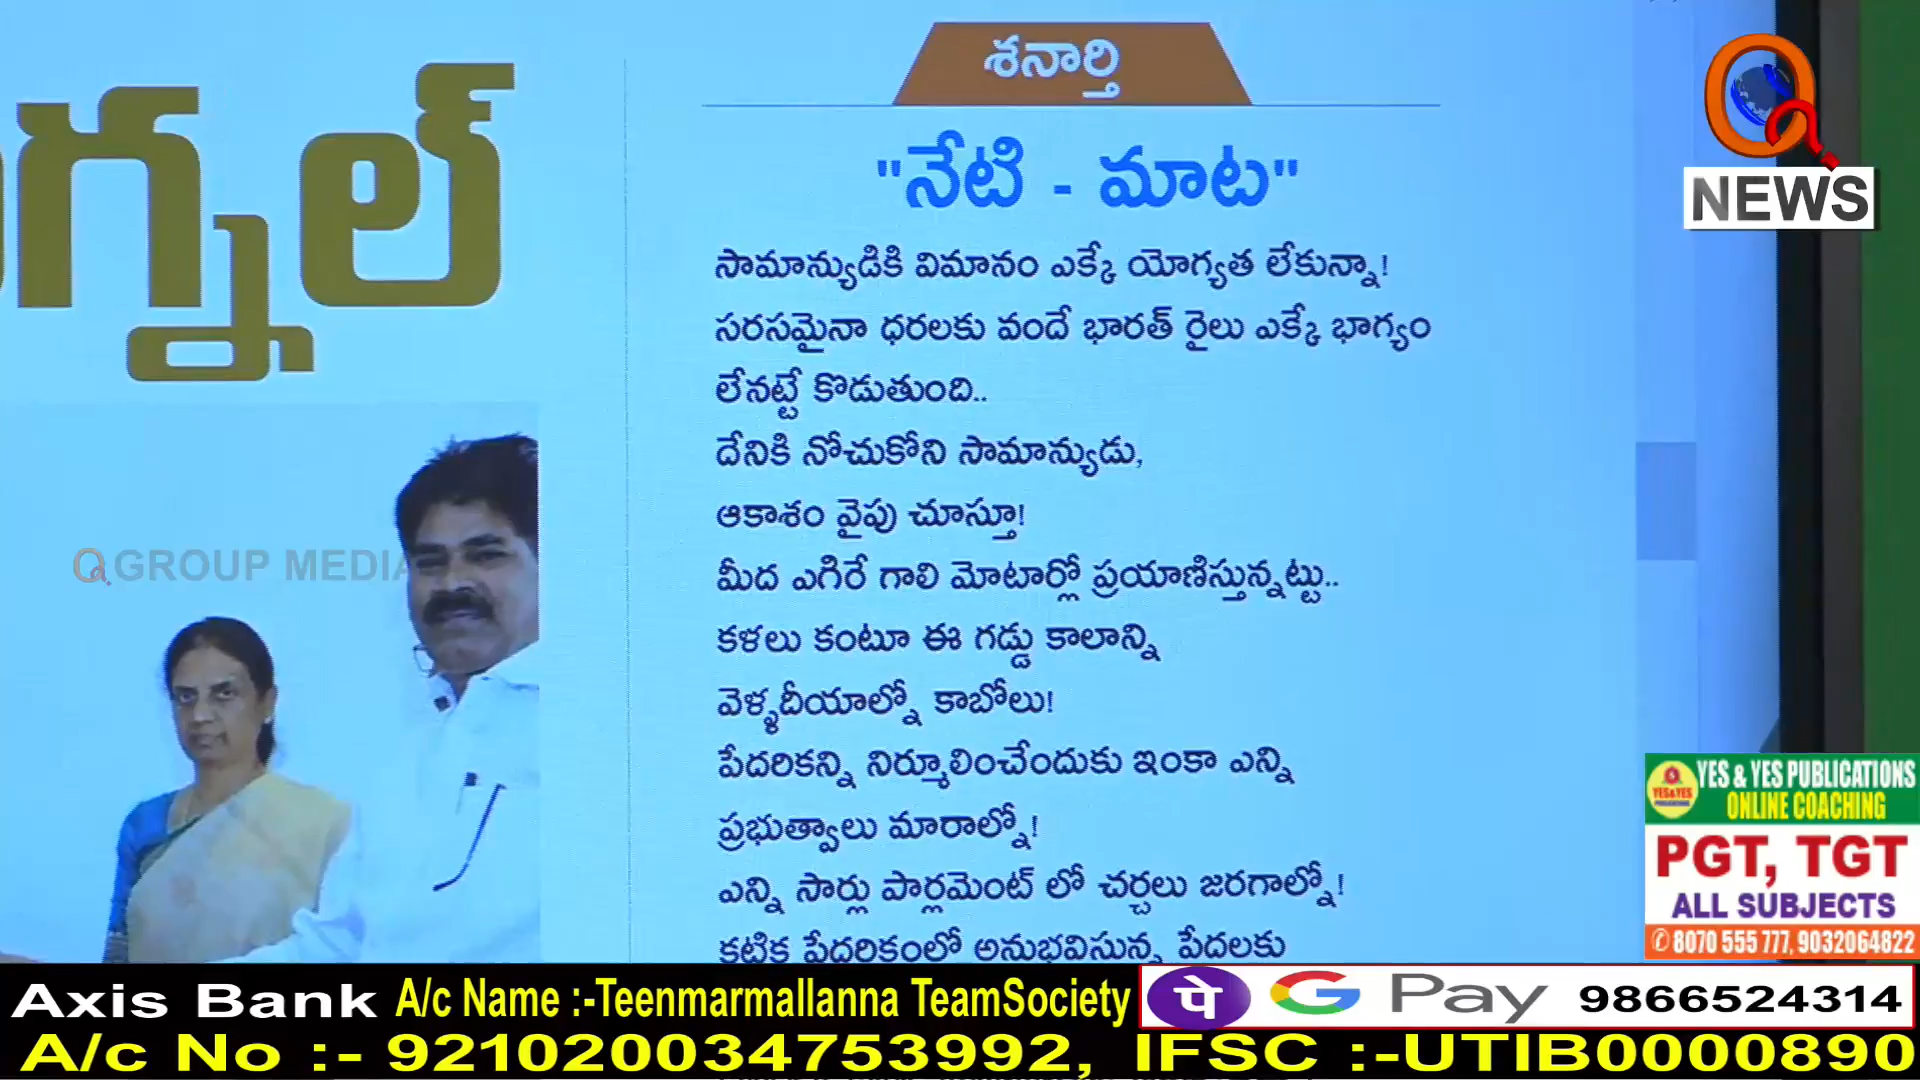 గ్నల్
శనార్తి
"నేటి - మాట"
సామాన్యుడికి విమానం ఎక్కే యోగ్యత లేకున్నా!
సరసమైనా ధరలకు వందే భారత్ రైలు ఎక్కే భాగ్యం
లేనట్టే కొడుతుంది..
దేనికి నోచుకోని సామాన్యుడు,
ఆకాశం వైపు చూస్తూ!
మీద ఎగిరే గాలి మోటార్లో ప్రయాణిస్తున్నట్టు..
కళలు కంటూ ఈ గడ్డు కాలాన్ని
వెళ్ళదీయాల్నో కాబోలు!
పేదరికన్ని నిర్మూలించేందుకు ఇంకా ఎన్ని
ప్రభుత్వాలు మారాల్నో!
ఎన్ని సార్లు పార్లమెంట్ లో చర్చలు జరగాల్నో!
కటిక పేదరికంలో అనుభవిసున్న పేదలకు
Q GROUP MEDIA
Q
NEWS
YES & YES PUBLICATIONS
ONLINE COACHING
YES&YES
PGT, TGT
ALL SUBJECTS
8070 555 777, 9032064822
Axis Bank A/c Name :-Teenmarmallanna TeamSociety
पे G Pay 9866524314
A/c No :- 921020034753992, IFSC :-UTIB0000890